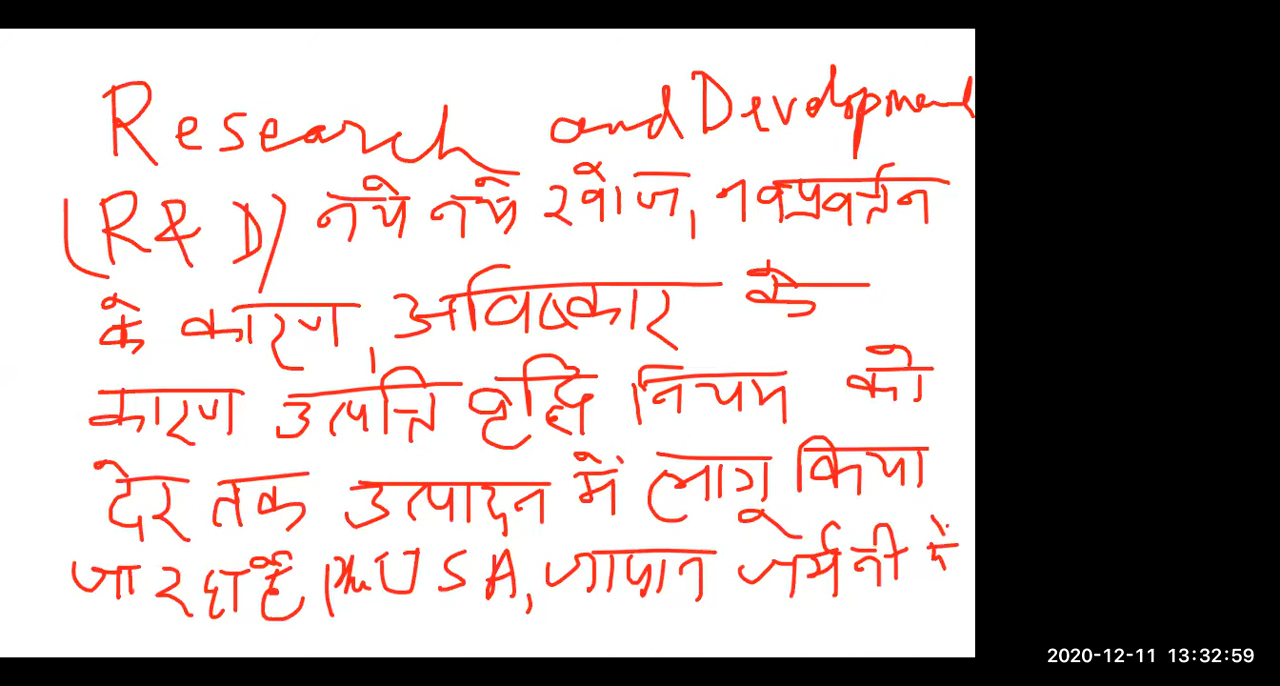 Research and Development
(R & D) नये नये खोज, नवप्रवर्तन
के कारण, अविष्कार के
कारण उत्पत्ति वृद्धि नियम को
देर तक उत्पादन में लागू किया
जा रहा है | USA, जापान जर्मनी में
2020-12-11 13:32:59